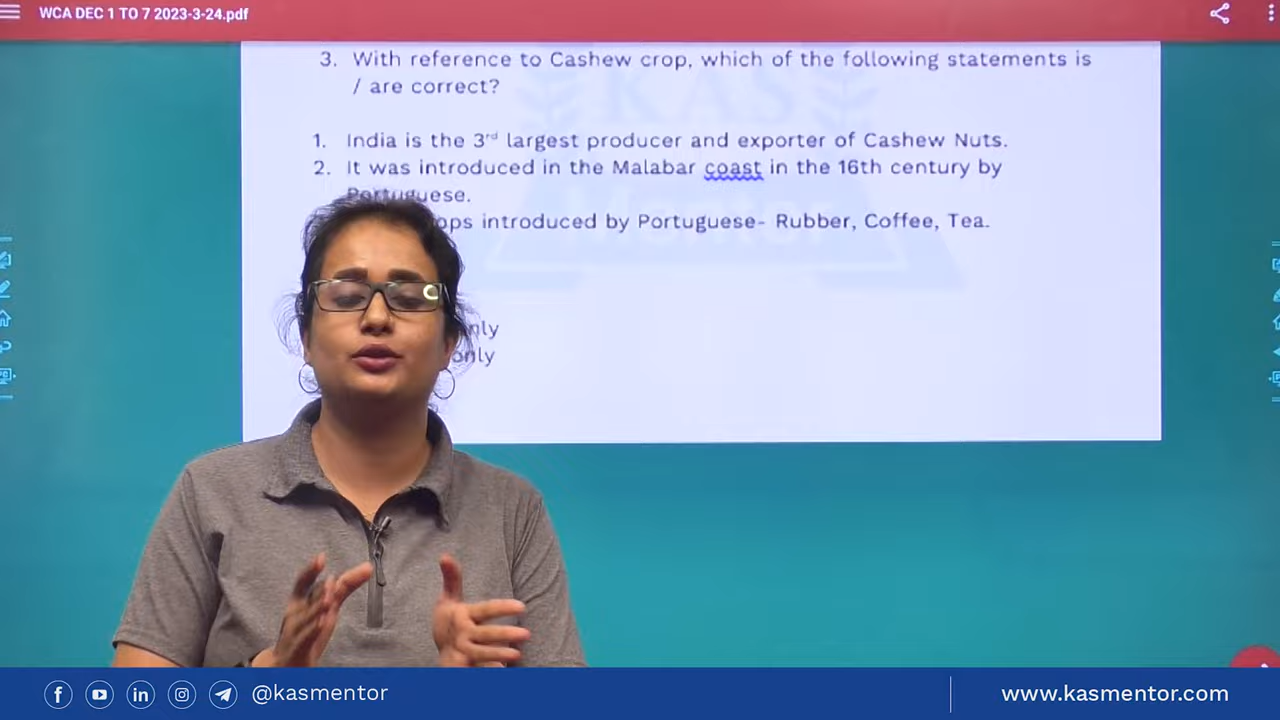 WCA DEC 1 TO 7 2023-3-24.pdf
KAS
Mentor
3. With reference to Cashew crop, which of the following statements is
/ are correct?
1. India is the 3rd largest producer and exporter of Cashew Nuts.
2. It was introduced in the Malabar coast in the 16th century by
Portuguese.
introduced by Portuguese- Rubber, Coffee, Tea.
only
@kasmentor
www.kasmentor.com